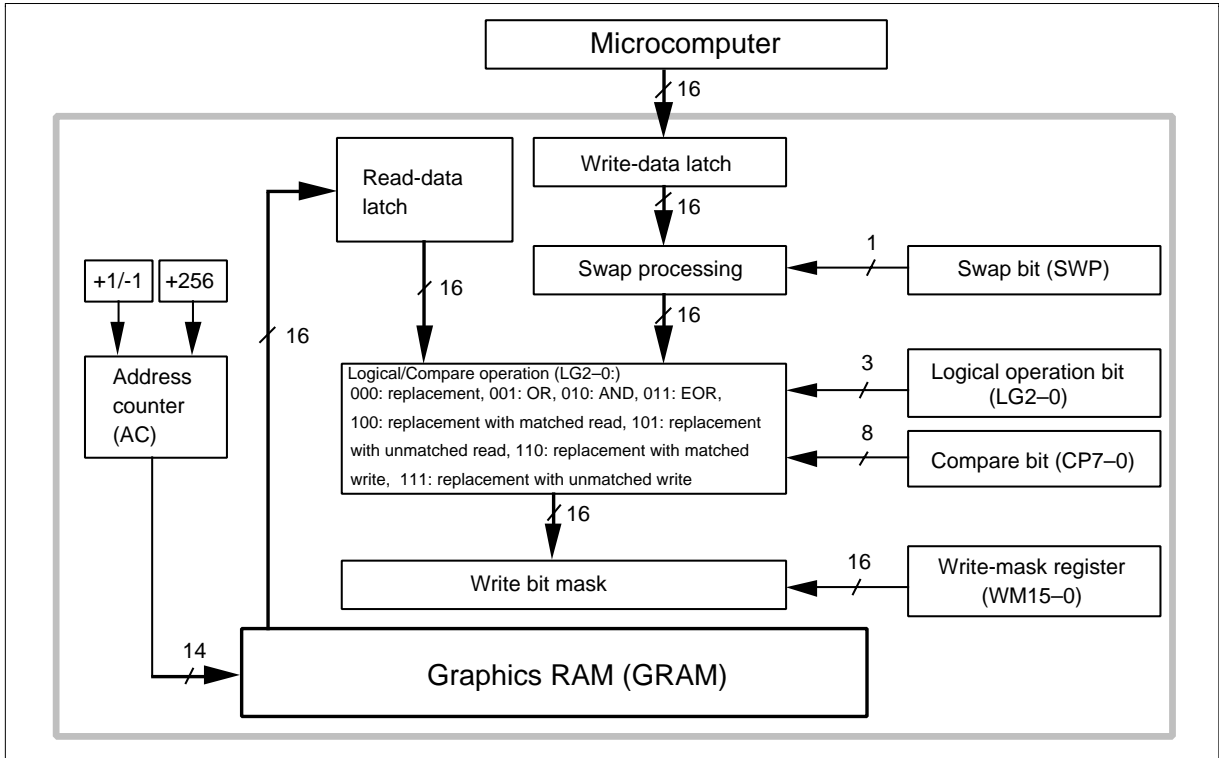 Microcomputer
16
Write-data latch
16
Read-data
latch
Swap processing
1
Swap bit (SWP)
+1/-1
+256
16
16
16
Address
counter
(AC)
Logical/Compare operation (LG2–0:)
000: replacement, 001: OR, 010: AND, 011: EOR,
100: replacement with matched read, 101: replacement
with unmatched read, 110: replacement with matched
write, 111: replacement with unmatched write
3
Logical operation bit
(LG2–0)
8
Compare bit (CP7–0)
16
Write bit mask
16
Write-mask register
(WM15–0)
14
Graphics RAM (GRAM)